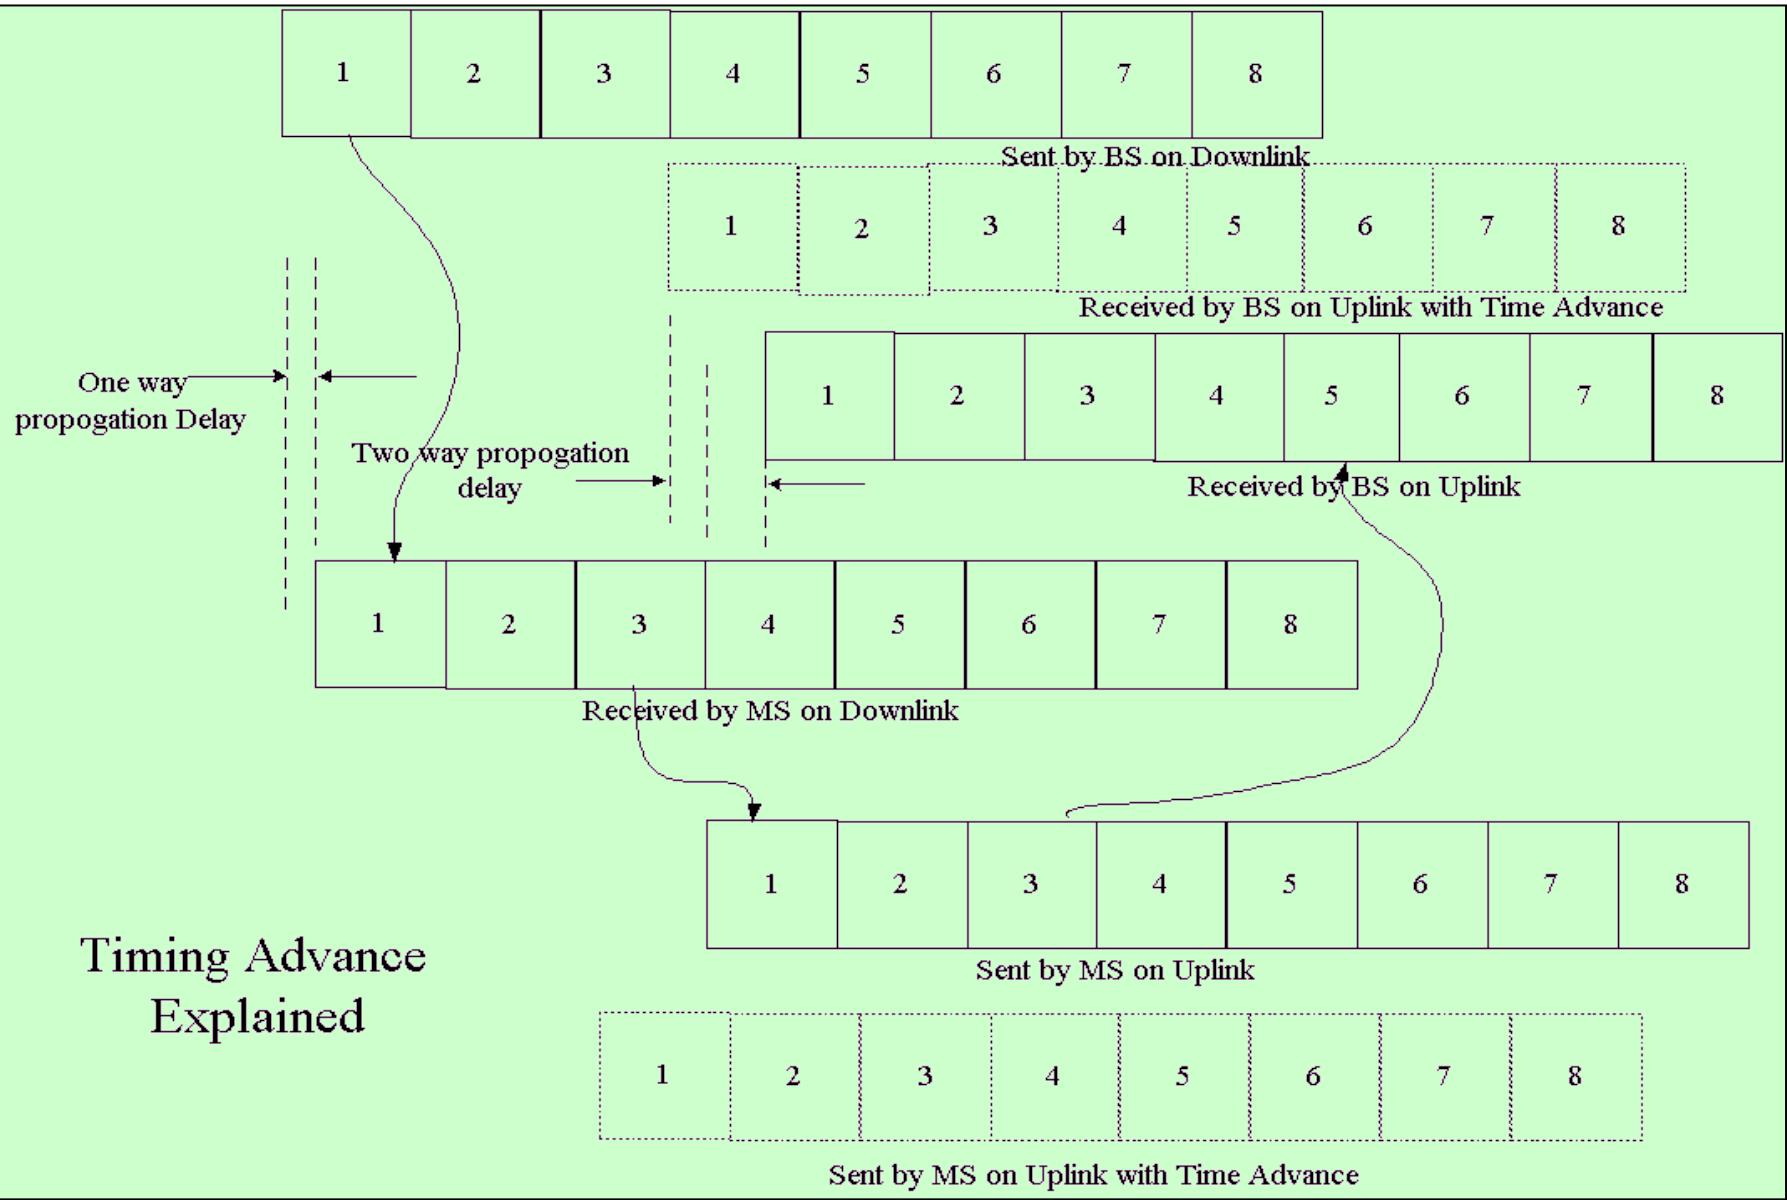 1 2 3 4 5 6 7 8
Sent by BS on Downlink
1 2 3 4 5 6 7 8
Received by BS on Uplink with Time Advance
1 2 3 4 5 6 7 8
Received by BS on Uplink
One way
propogation Delay
Two way propogation
delay
1 2 3 4 5 6 7 8
Received by MS on Downlink
1 2 3 4 5 6 7 8
Sent by MS on Uplink
Timing Advance
Explained
1 2 3 4 5 6 7 8
Sent by MS on Uplink with Time Advance